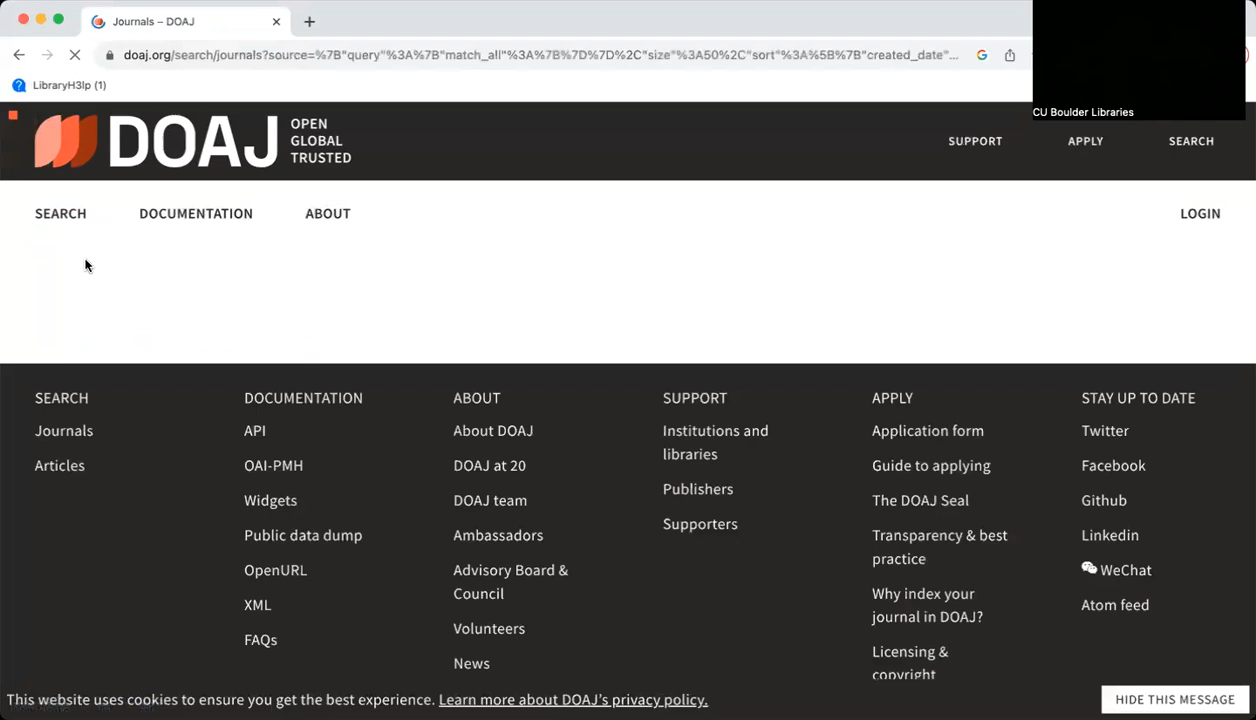 Journals – DOAJ
doaj.org/search/journals?source=%7B"query"%3A%7B"match_all"%3A%7B%7D%7D%2C"size"%3A50%2C"sort"%3A%5B%7B"created_date"...
LibraryH3lp (1)
CU Boulder Libraries
DOAJ
OPEN
GLOBAL
TRUSTED
SUPPORT APPLY SEARCH
SEARCH DOCUMENTATION ABOUT LOGIN
SEARCH
Journals
Articles
DOCUMENTATION
API
OAI-PMH
Widgets
Public data dump
OpenURL
XML
FAQs
ABOUT
About DOAJ
DOAJ at 20
DOAJ team
Ambassadors
Advisory Board &
Council
Volunteers
News
SUPPORT
Institutions and
libraries
Publishers
Supporters
APPLY
Application form
Guide to applying
The DOAJ Seal
Transparency & best
practice
Why index your
journal in DOAJ?
Licensing &
copyright
STAY UP TO DATE
Twitter
Facebook
Github
Linkedin
WeChat
Atom feed
This website uses cookies to ensure you get the best experience. Learn more about DOAJ's privacy policy.
HIDE THIS MESSAGE